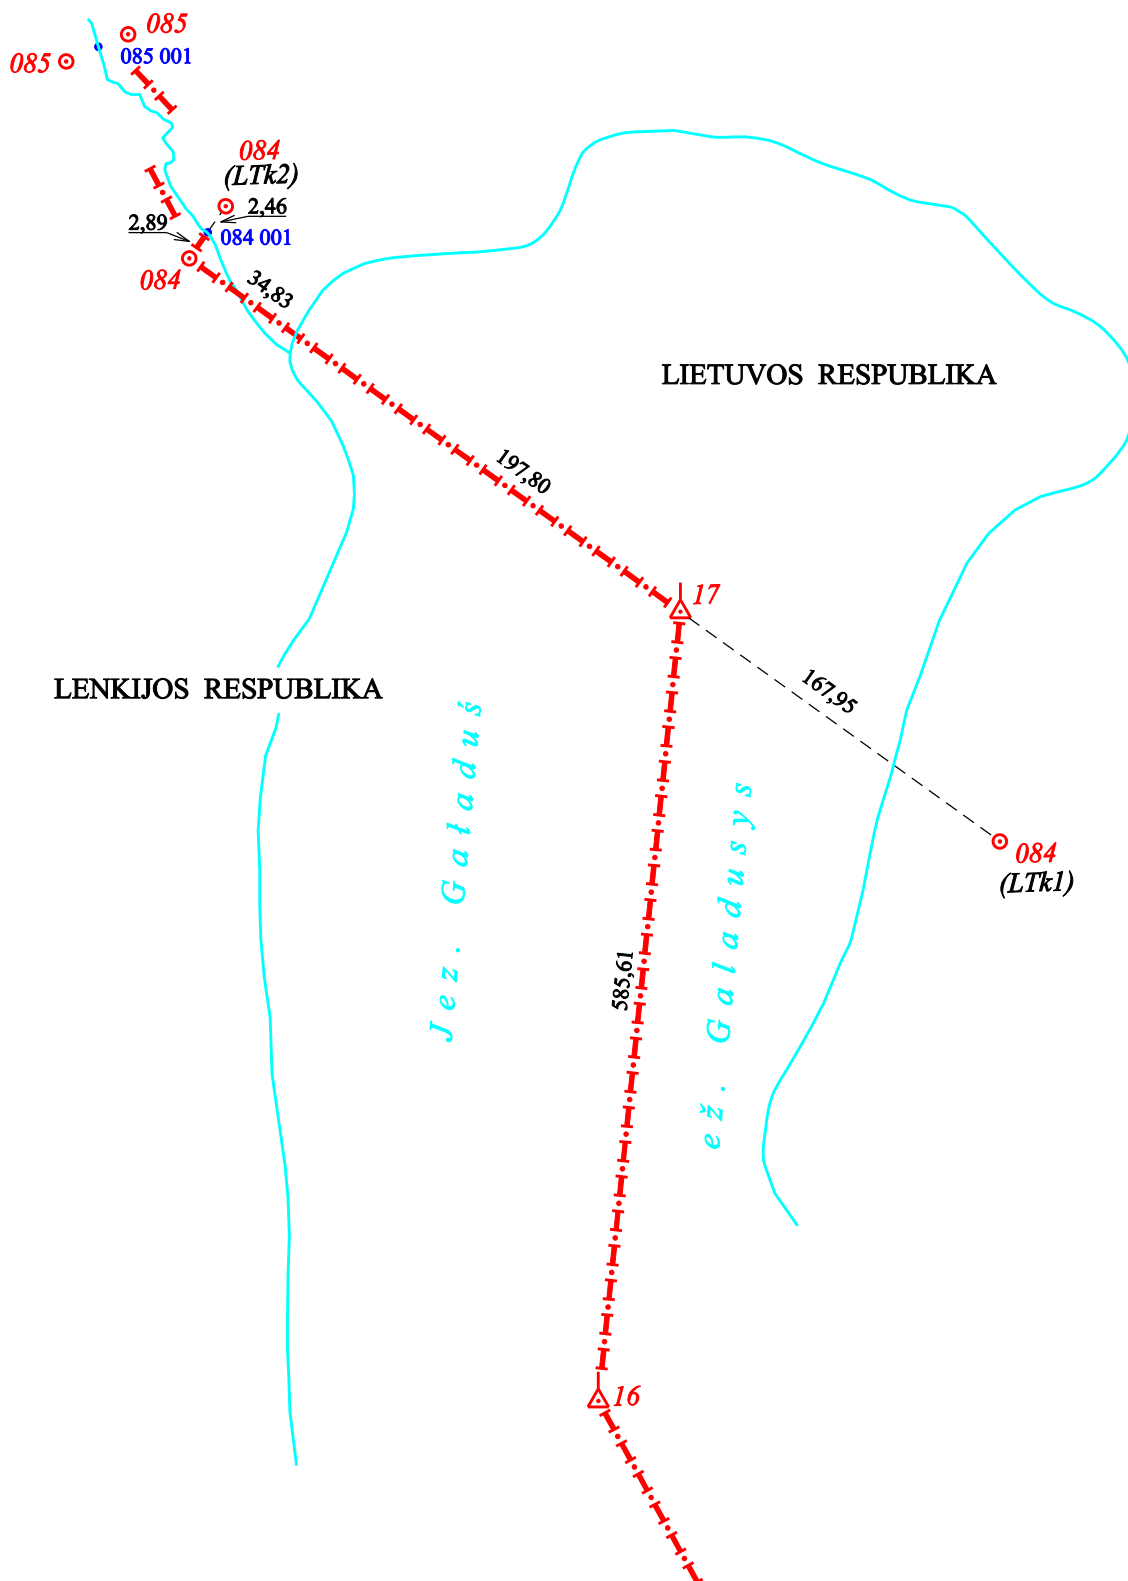 085
085
085 001
084
(LTk2)
2,46
2,89
084 001
084
34,83
LIETUVOS RESPUBLIKA
197,80
17
LENKIJOS RESPUBLIKA
167,95
Jez. Gaładuś
ež. Galadusys
084
(LTk1)
585,61
16